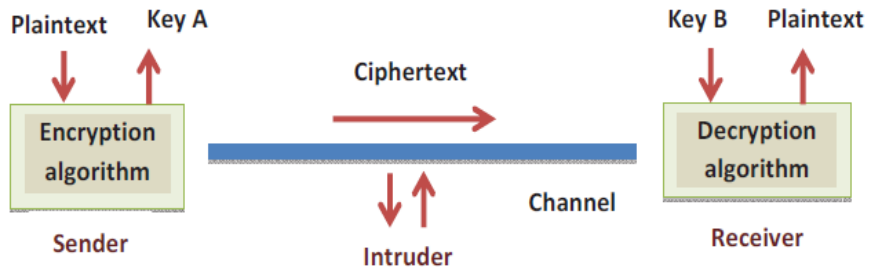 Plaintext
Key A
Key B
Plaintext
Ciphertext
Encryption
algorithm
Decryption
algorithm
Channel
Sender
Intruder
Receiver